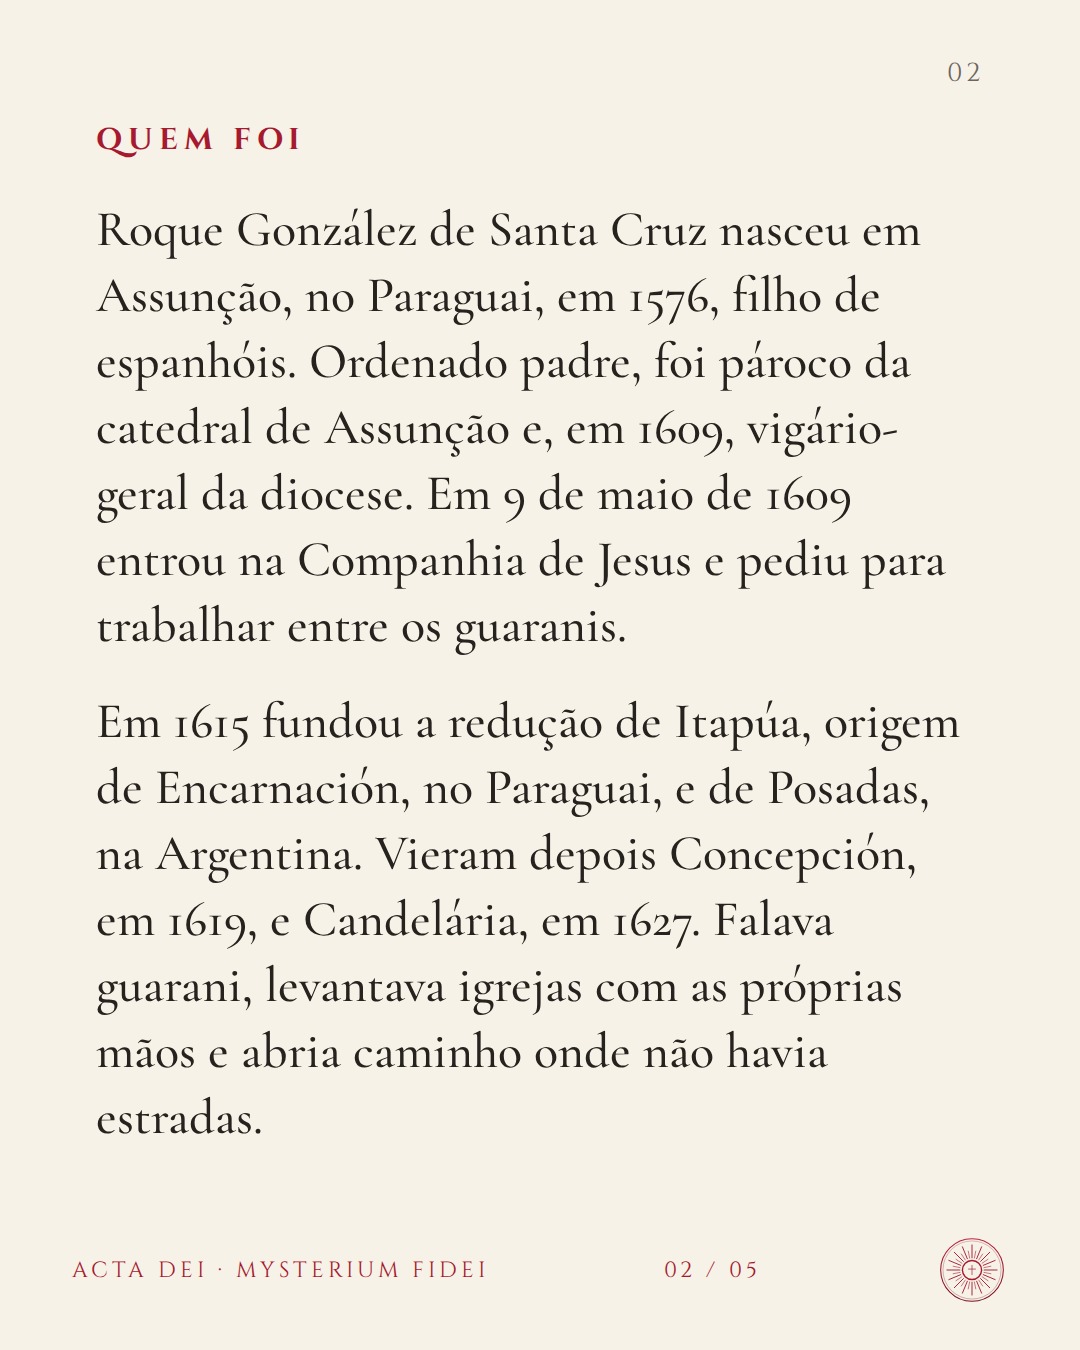 02
QUEM FOI
Roque González de Santa Cruz nasceu em
Assunção, no Paraguai, em 1576, filho de
espanhóis. Ordenado padre, foi pároco da
catedral de Assunção e, em 1609, vigário-
geral da diocese. Em 9 de maio de 1609
entrou na Companhia de Jesus e pediu para
trabalhar entre os guaranis.
Em 1615 fundou a redução de Itapúa, origem
de Encarnación, no Paraguai, e de Posadas,
na Argentina. Vieram depois Concepción,
em 1619, e Candelária, em 1627. Falava
guarani, levantava igrejas com as próprias
mãos e abria caminho onde não havia
estradas.
ACTA DEI · MYSTERIUM FIDEI
02 / 05